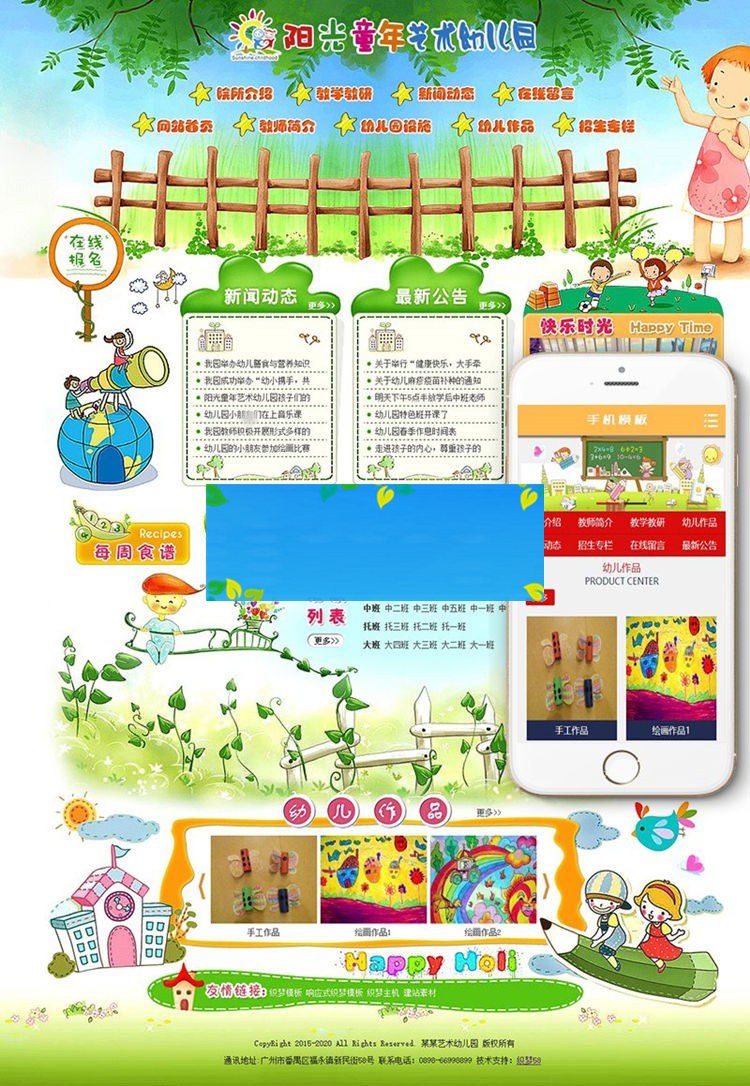 阳光童年艺术幼儿园
Sunshine childhood
院所介绍 教学教研 新闻动态 在线留言
网站首页 教师简介 幼儿园设施 幼儿作品 招生专栏
在线
报名
新闻动态 更多>>
我园举办幼儿膳食与营养知识
我园成功举办“幼小携手,共
阳光童年艺术幼儿园孩子们的
幼儿园小朋友们在上音乐课
我园教师积极开展形式多样的
幼儿园的小朋友参加绘画比赛
最新公告 更多>>
关于举行“健康快乐,大手牵
关于幼儿麻疹疫苗补种的通知
明天下午5点半放学后中班老师
幼儿园特色班开课了
幼儿园春季作息时间表
走进孩子的内心,尊重孩子的
快乐时光 Happy Time
手机模板
2×4=8 6÷2=3
3+6=9 10-4=6
介绍 教师简介 教学教研 幼儿作品
动态 招生专栏 在线留言 最新公告
幼儿作品
PRODUCT CENTER
多
手工作品 绘画作品1
1 2 3 4
Recipes
每周食谱
列表
更多>>
中班 中二班 中三班 中五班 中一班 中
托班 托三班 托二班 托一班
大班 大四班 大三班 大二班 大一班
幼儿作品 更多>>
手工作品 绘画作品1 绘画作品2
Happy Holi
友情链接: 织梦模板 响应式织梦模板 织梦主机 建站素材
CopyRight 2015-2020 All Rights Reserved. 某某艺术幼儿园 版权所有
通讯地址:广州市番禺区福永镇新民街58号 联系电话:0898-66998899 技术支持:织梦58